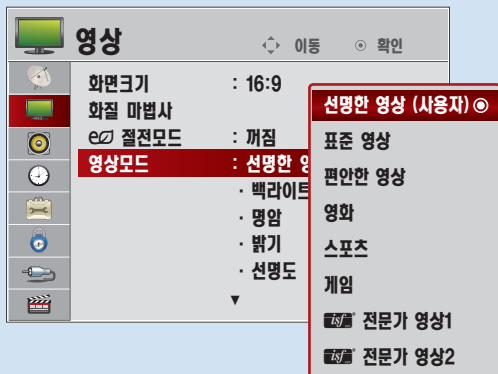 영상
이동 확인
화면크기 : 16:9
화질 마법사
절전모드 : 꺼짐
영상모드 : 선명한
· 백라이트
· 명암
· 밝기
· 선명도
▼
선명한 영상 (사용자)
표준 영상
편안한 영상
영화
스포츠
게임
isf 전문가 영상1
isf 전문가 영상2